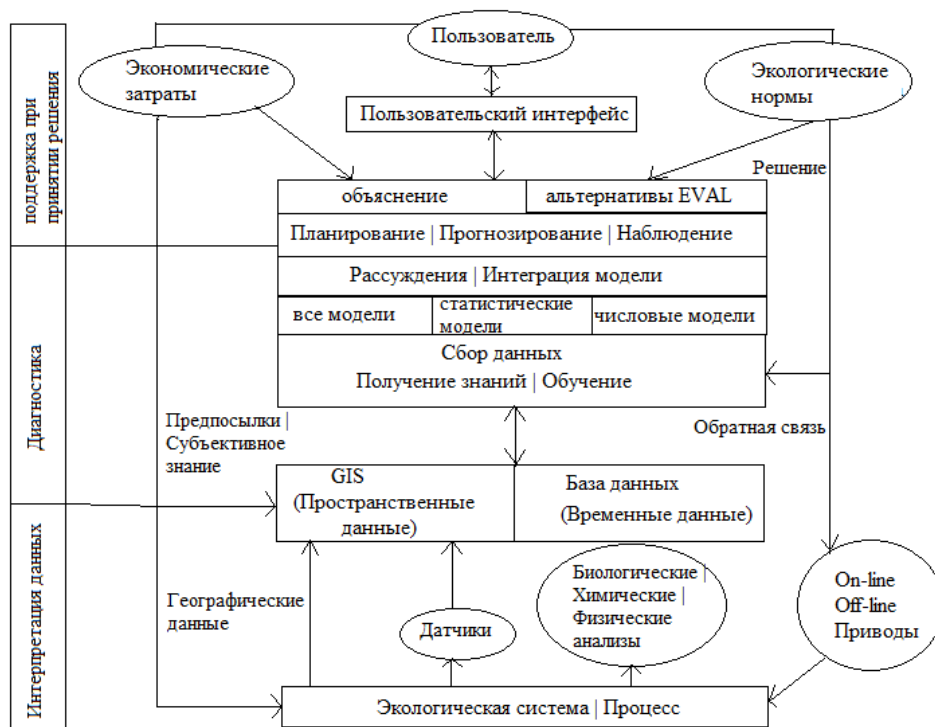 Пользователь
Экономические
затраты
Экологические
нормы
Пользовательский интерфейс
поддержка при
принятии решения
Решение
объяснение
альтернативы EVAL
Планирование | Прогнозирование | Наблюдение
Рассуждения | Интеграция модели
все модели
статистические
модели
числовые модели
Сбор данных
Получение знаний | Обучение
Диагностика
Предпосылки |
Субъективное
знание
Обратная связь
GIS
(Пространственные
данные)
База данных
(Временные данные)
Интерпретация данных
Географические
данные
Датчики
Биологические |
Химические |
Физические
анализы
On-line
Off-line
Приводы
Экологическая система | Процесс